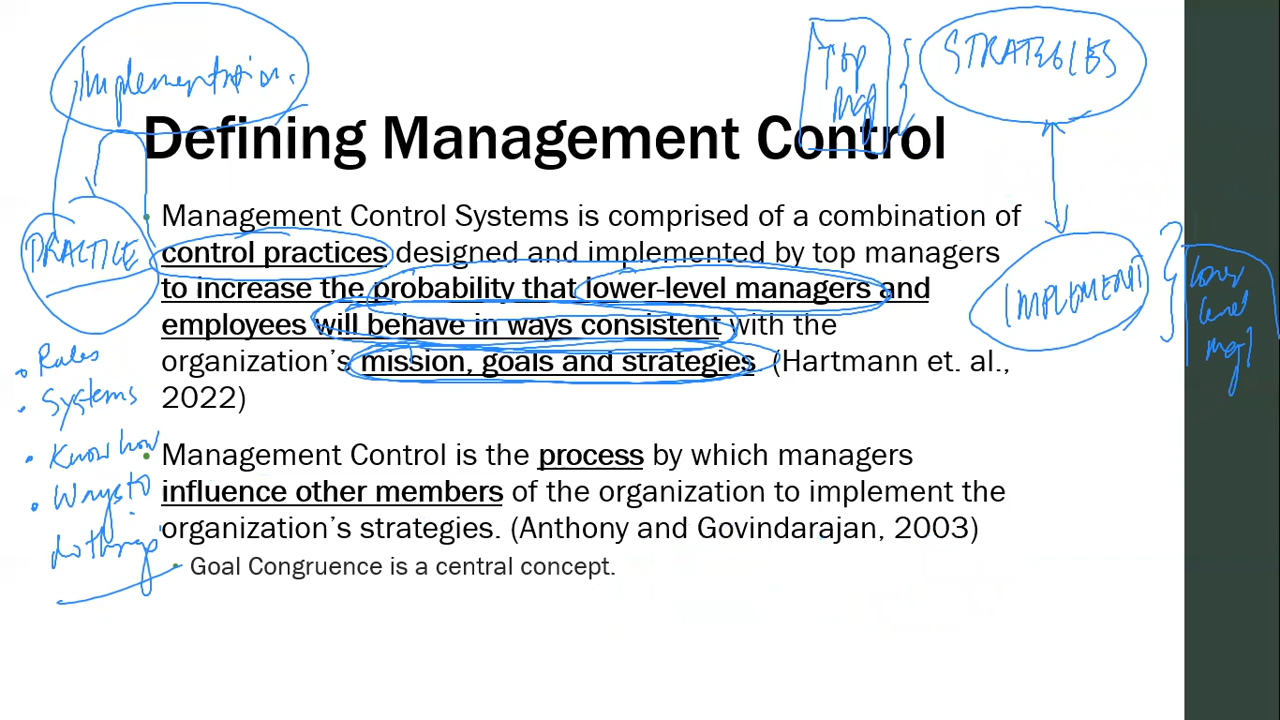 Implementation.
Top
mgt
STRATEGIES
Defining Management Control
• Management Control Systems is comprised of a combination of
control practices designed and implemented by top managers
to increase the probability that lower-level managers and
employees will behave in ways consistent with the
organization's mission, goals and strategies. (Hartmann et. al.,
2022)
• Management Control is the process by which managers
influence other members of the organization to implement the
organization's strategies. (Anthony and Govindarajan, 2003)
• Goal Congruence is a central concept.
PRACTICE
• Rules
• Systems
• Know how
• Ways to
do things
IMPLEMENT
lower
level
mgt